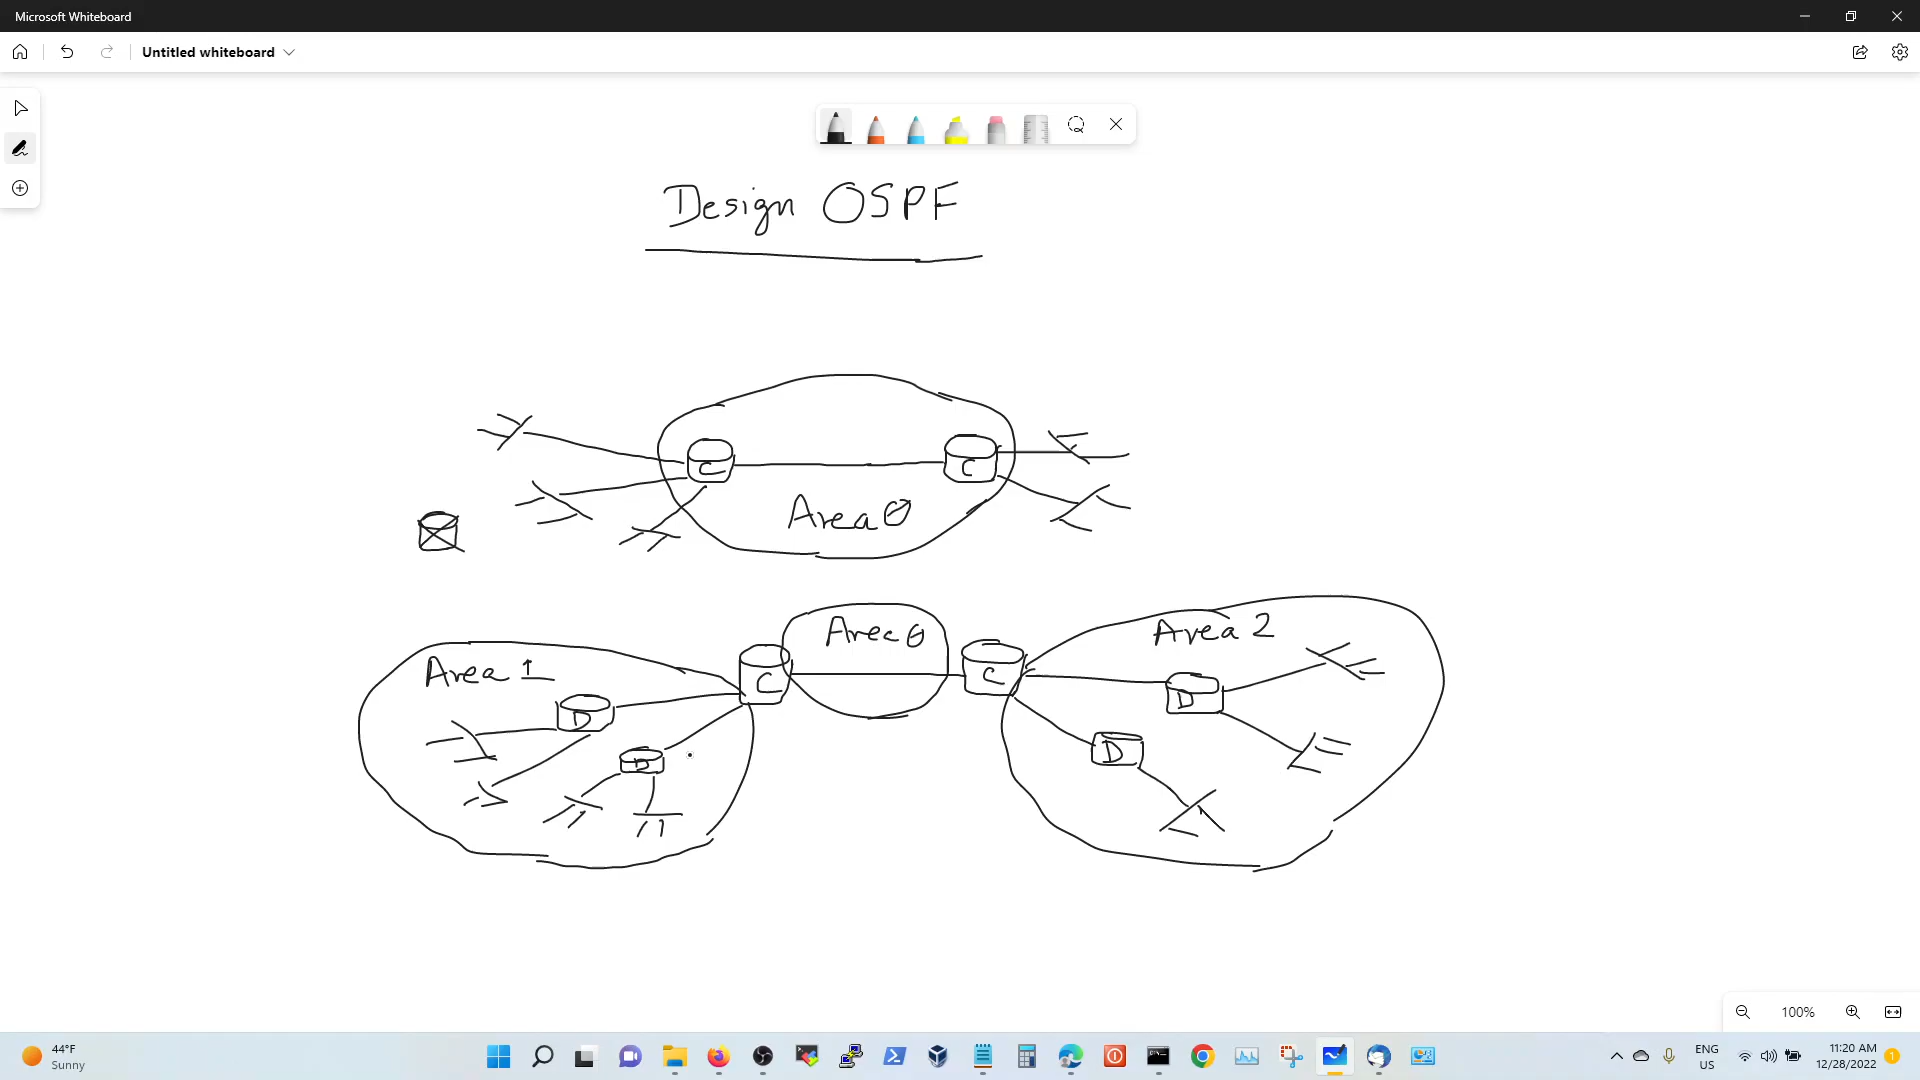 Microsoft Whiteboard
Untitled whiteboard
Design OSPF
C
C
Area 0
Area 0
Area 2
Area 1
C
C
D
D
D
D
100%
44°F
Sunny
ENG
US
11:20 AM
12/28/2022
1